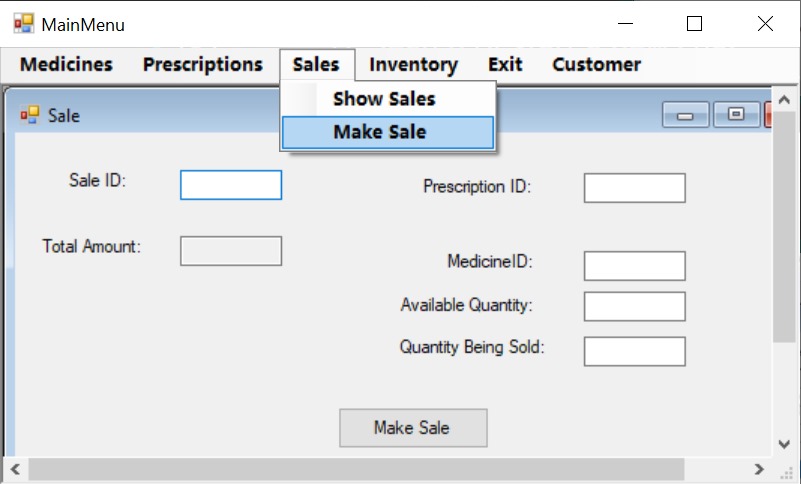 MainMenu
Medicines Prescriptions Sales Inventory Exit Customer
Show Sales
Make Sale
Sale
Sale ID:
Prescription ID:
Total Amount:
MedicineID:
Available Quantity:
Quantity Being Sold:
Make Sale